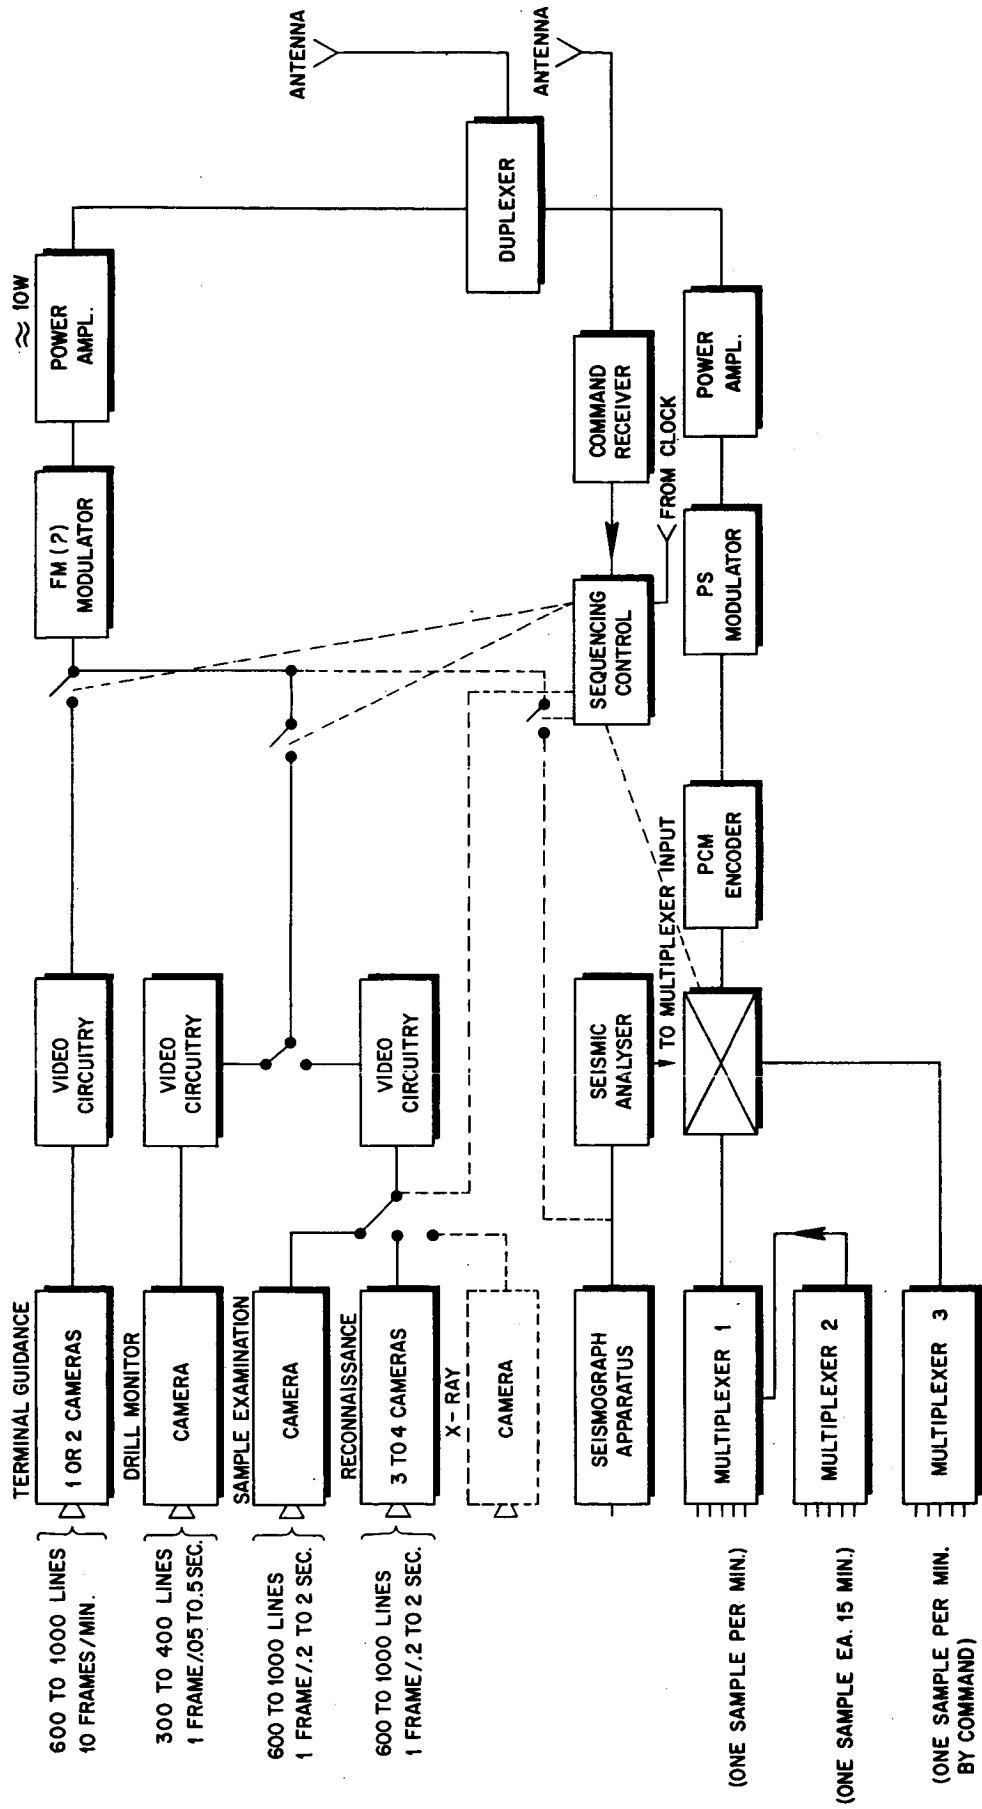 TERMINAL GUIDANCE
600 TO 1000 LINES
10 FRAMES/MIN.
1 OR 2 CAMERAS
VIDEO
CIRCUITRY
FM (?)
MODULATOR
≈ 10W
POWER
AMPL.
ANTENNA
DRILL MONITOR
300 TO 400 LINES
1 FRAME/.05 TO .5 SEC.
CAMERA
VIDEO
CIRCUITRY
SAMPLE EXAMINATION
600 TO 1000 LINES
1 FRAME/.2 TO 2 SEC.
CAMERA
RECONNAISSANCE
600 TO 1000 LINES
1 FRAME/.2 TO 2 SEC.
3 TO 4 CAMERAS
VIDEO
CIRCUITRY
X-RAY
CAMERA
DUPLEXER
ANTENNA
SEISMOGRAPH
APPARATUS
SEISMIC
ANALYSER
TO MULTIPLEXER INPUT
SEQUENCING
CONTROL
COMMAND
RECEIVER
FROM CLOCK
(ONE SAMPLE PER MIN.)
MULTIPLEXER 1
PCM
ENCODER
PS
MODULATOR
POWER
AMPL.
(ONE SAMPLE EA. 15 MIN.)
MULTIPLEXER 2
(ONE SAMPLE PER MIN.
BY COMMAND)
MULTIPLEXER 3